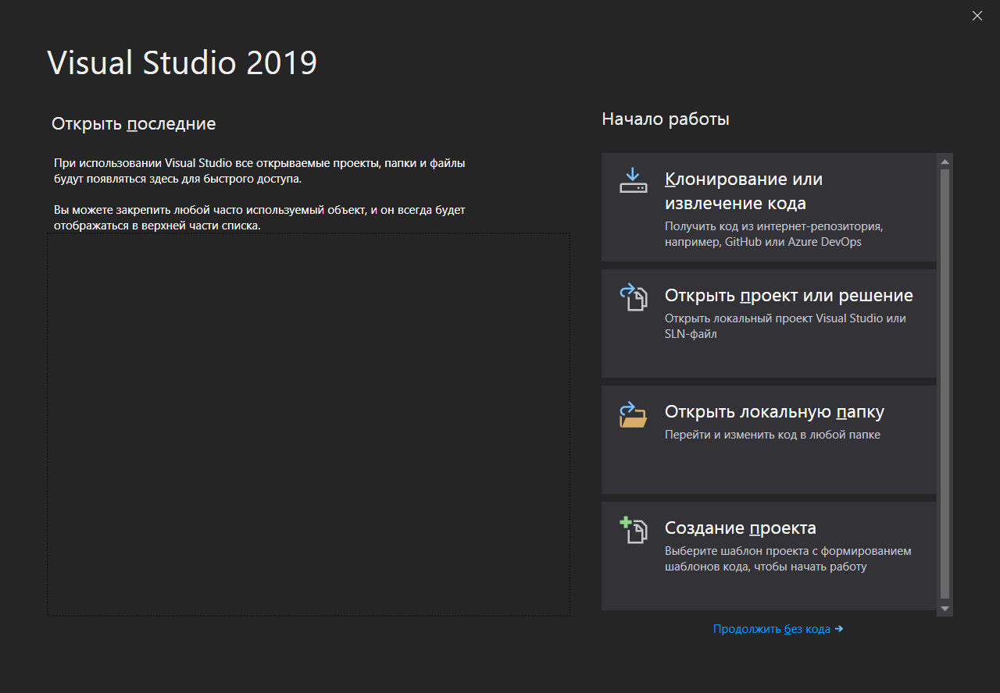 Visual Studio 2019
Открыть последние
При использовании Visual Studio все открываемые проекты, папки и файлы
будут появляться здесь для быстрого доступа.
Вы можете закрепить любой часто используемый объект, и он всегда будет
отображаться в верхней части списка.
Начало работы
Клонирование или
извлечение кода
Получить код из интернет-репозитория,
например, GitHub или Azure DevOps
Открыть проект или решение
Открыть локальный проект Visual Studio или
SLN-файл
Открыть локальную папку
Перейти и изменить код в любой папке
Создание проекта
Выберите шаблон проекта с формированием
шаблонов кода, чтобы начать работу
Продолжить без кода →